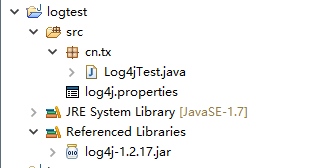 logtest
src
cn.tx
Log4jTest.java
log4j.properties
JRE System Library [JavaSE-1.7]
Referenced Libraries
log4j-1.2.17.jar